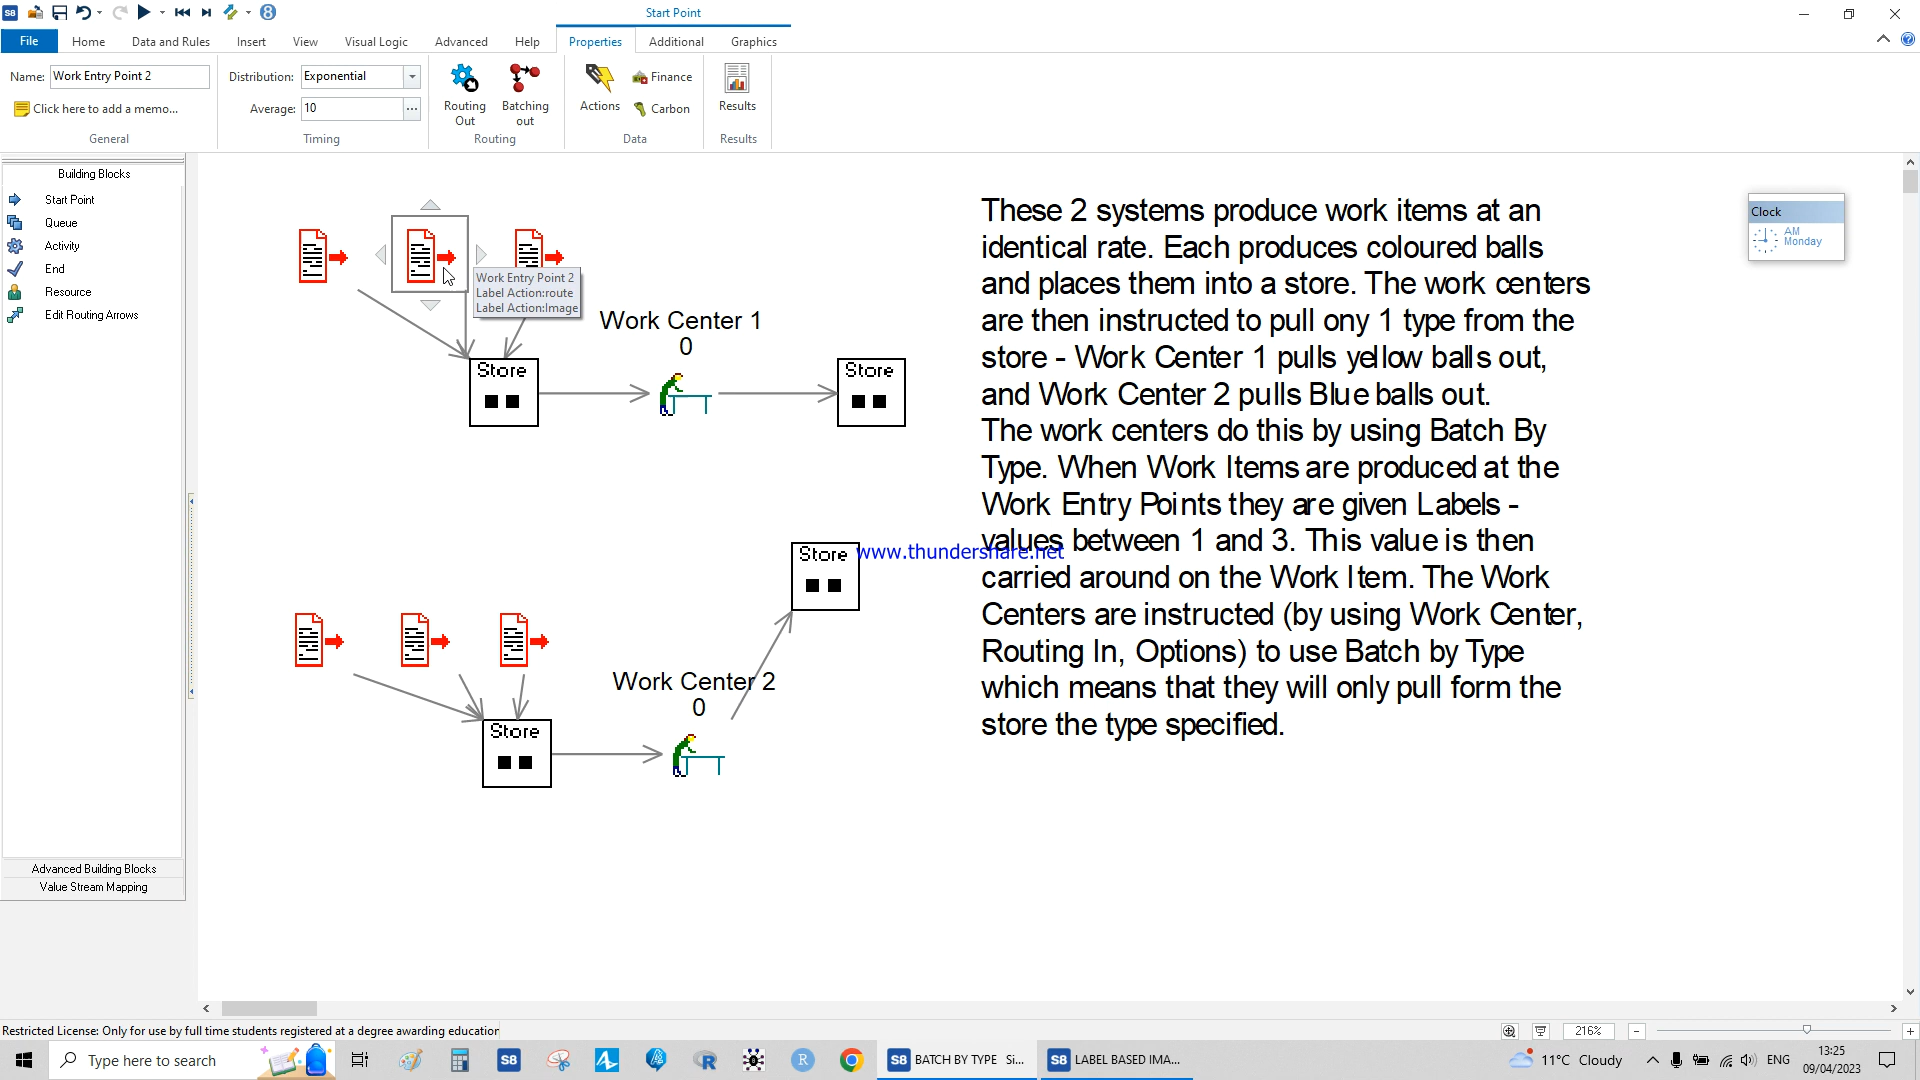 Start Point
File Home Data and Rules Insert View Visual Logic Advanced Help Properties Additional Graphics
Name: Work Entry Point 2
Click here to add a memo...
General
Distribution: Exponential
Average: 10
Timing
Routing Out
Batching out
Routing
Actions
Finance
Carbon
Data
Results
Results
Building Blocks
Start Point
Queue
Activity
End
Resource
Edit Routing Arrows
Advanced Building Blocks
Value Stream Mapping
Work Entry Point 2
Label Action:route
Label Action:Image
Work Center 1
0
Store
Store
Store
Work Center 2
0
Store
These 2 systems produce work items at an
identical rate. Each produces coloured balls
and places them into a store. The work centers
are then instructed to pull ony 1 type from the
store - Work Center 1 pulls yellow balls out,
and Work Center 2 pulls Blue balls out.
The work centers do this by using Batch By
Type. When Work Items are produced at the
Work Entry Points they are given Labels -
values between 1 and 3. This value is then
carried around on the Work Item. The Work
Centers are instructed (by using Work Center,
Routing In, Options) to use Batch by Type
which means that they will only pull form the
store the type specified.
www.thundershare.net
Clock
AM
Monday
Restricted License: Only for use by full time students registered at a degree awarding education
216%
Type here to search
S8
S8 BATCH BY TYPE Si...
S8 LABEL BASED IMA...
11°C Cloudy
ENG
13:25
09/04/2023